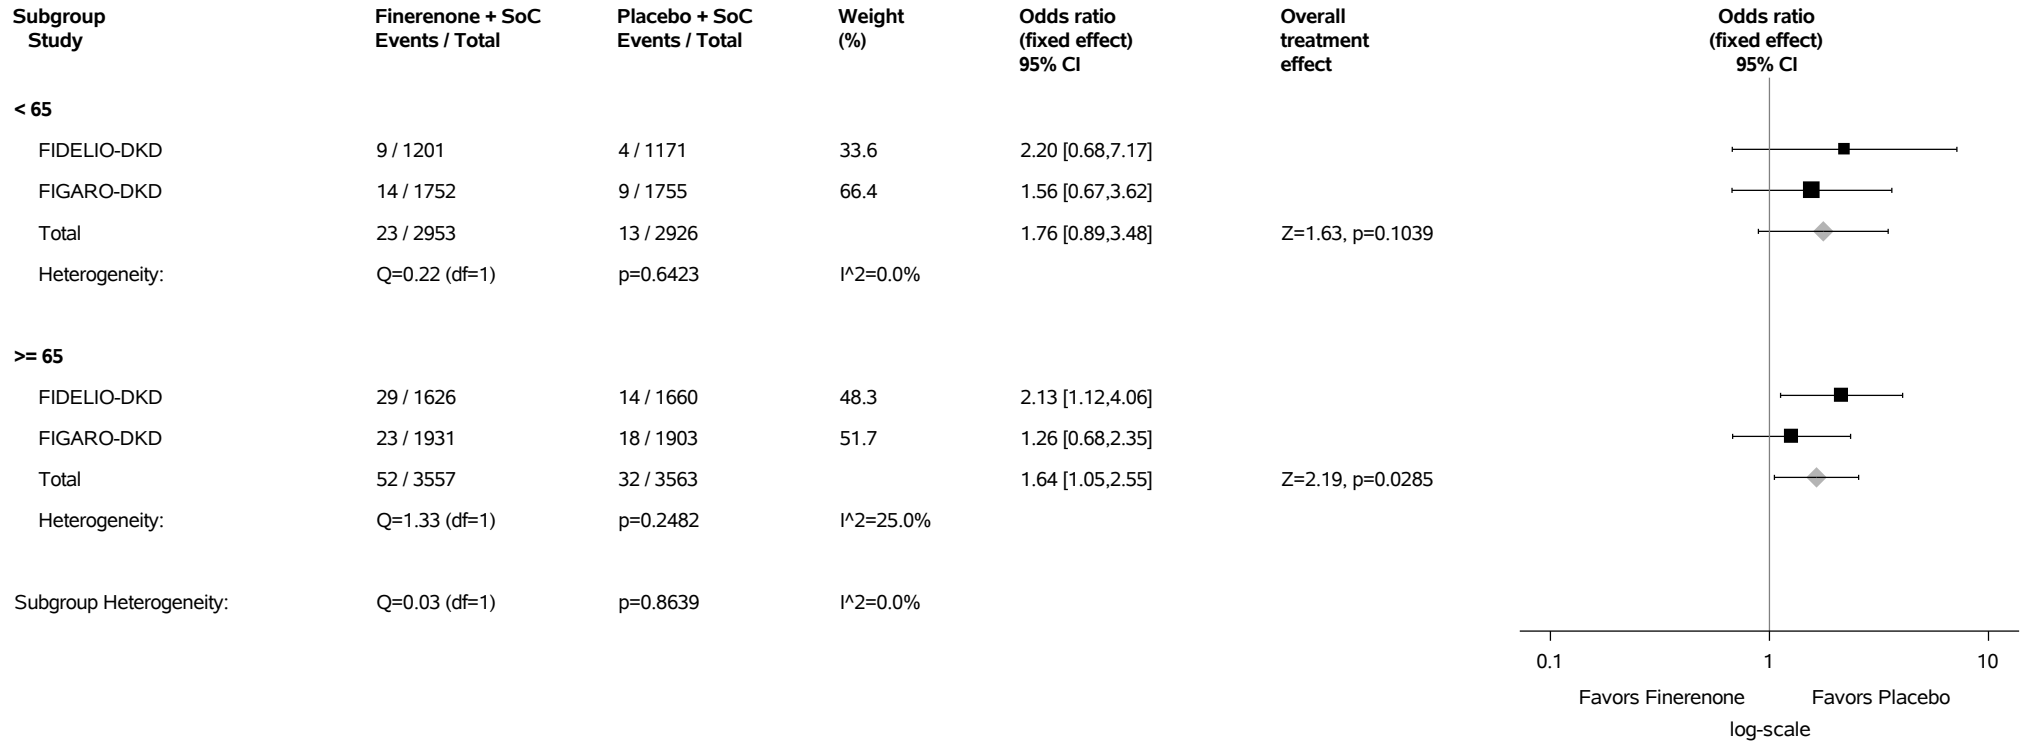 Subgroup Finerenone + SoC Placebo + SoC Weight Odds ratio Overall Odds ratio
Study Events / Total Events / Total (%) (fixed effect) treatment (fixed effect)
95% CI effect 95% CI
< 65
FIDELIO-DKD 9 / 1201 4 / 1171 33.6 2.20 [0.68,7.17]
FIGARO-DKD 14 / 1752 9 / 1755 66.4 1.56 [0.67,3.62]
Total 23 / 2953 13 / 2926 1.76 [0.89,3.48] Z=1.63, p=0.1039
Heterogeneity: Q=0.22 (df=1) p=0.6423 I^2=0.0%
>= 65
FIDELIO-DKD 29 / 1626 14 / 1660 48.3 2.13 [1.12,4.06]
FIGARO-DKD 23 / 1931 18 / 1903 51.7 1.26 [0.68,2.35]
Total 52 / 3557 32 / 3563 1.64 [1.05,2.55] Z=2.19, p=0.0285
Heterogeneity: Q=1.33 (df=1) p=0.2482 I^2=25.0%
Subgroup Heterogeneity: Q=0.03 (df=1) p=0.8639 I^2=0.0%
0.1 1 10
Favors Finerenone Favors Placebo
log-scale